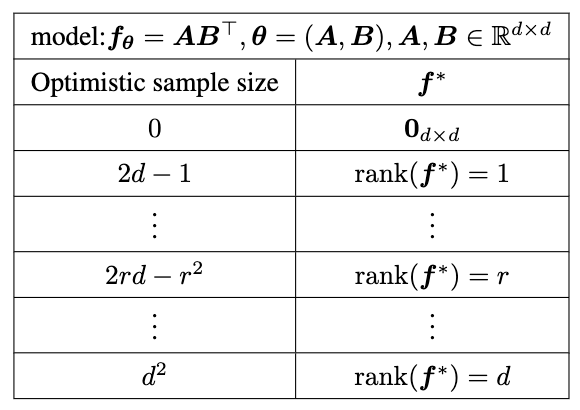 model: 𝒇_𝜽 = 𝑨𝑩^⊤, 𝜽 = (𝑨, 𝑩), 𝑨, 𝑩 ∈ ℝ^{d×d}
Optimistic sample size 𝒇*
0 𝟎_{d×d}
2d − 1 rank(𝒇*) = 1
⋮ ⋮
2rd − r² rank(𝒇*) = r
⋮ ⋮
d² rank(𝒇*) = d